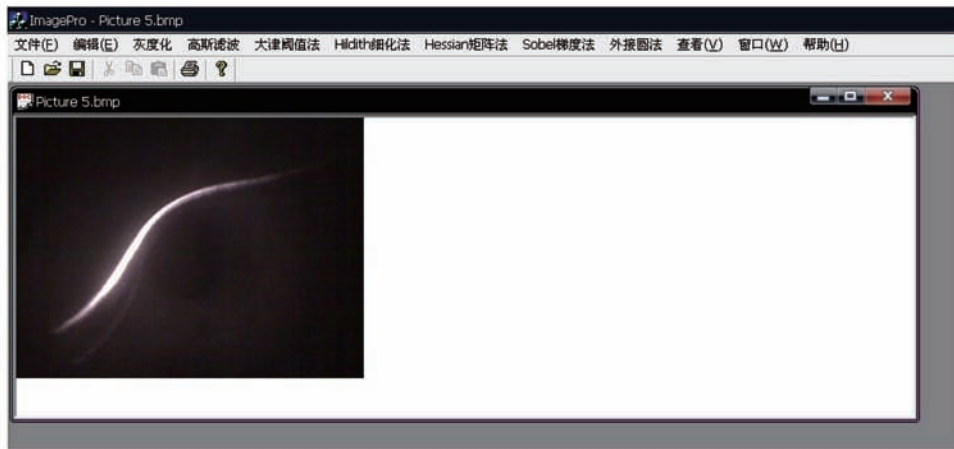 ImagePro - Picture 5.bmp
文件(F) 编辑(E) 灰度化 高斯滤波 大津阈值法 Hildith细化法 Hessian矩阵法 Sobel梯度法 外接圆法 查看(V) 窗口(W) 帮助(H)
Picture 5.bmp